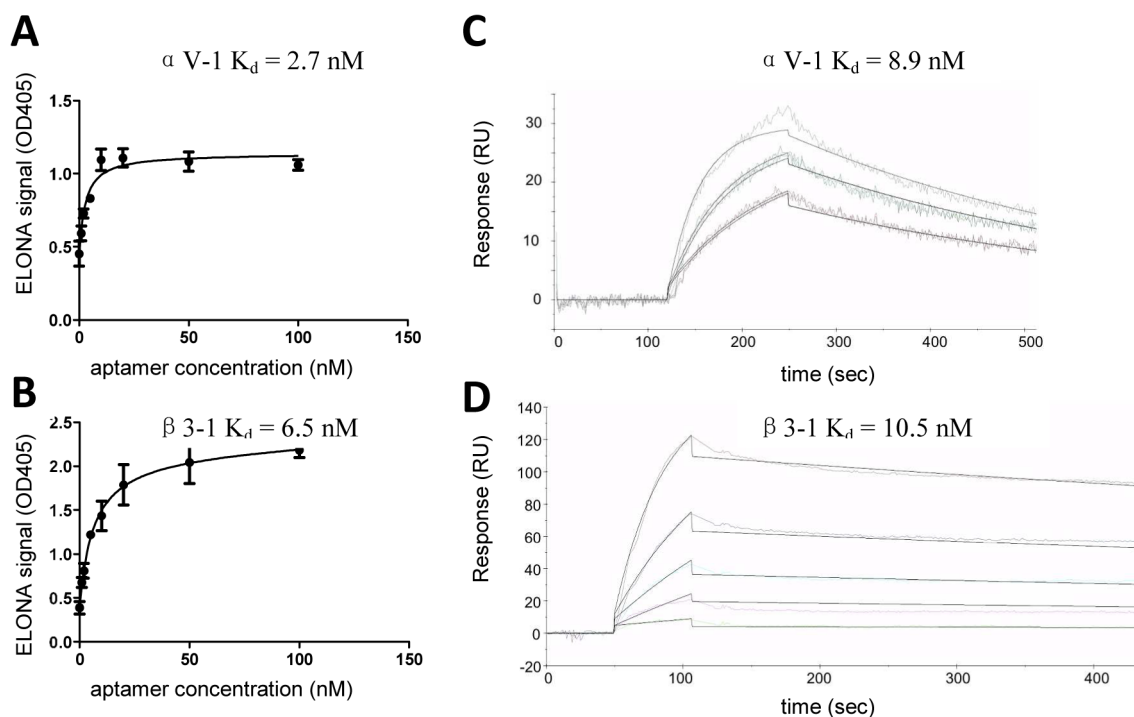 A
α V-1 Kd = 2.7 nM
ELONA signal (OD405)
1.5
1.0
0.5
0.0
0
50
100
150
aptamer concentration (nM)
B
β 3-1 Kd = 6.5 nM
ELONA signal (OD405)
2.5
2.0
1.5
1.0
0.5
0.0
0
50
100
150
aptamer concentration (nM)
C
α V-1 Kd = 8.9 nM
Response (RU)
30
20
10
0
0
100
200
300
400
500
time (sec)
D
β 3-1 Kd = 10.5 nM
Response (RU)
140
120
100
80
60
40
20
0
-20
0
100
200
300
400
time (sec)